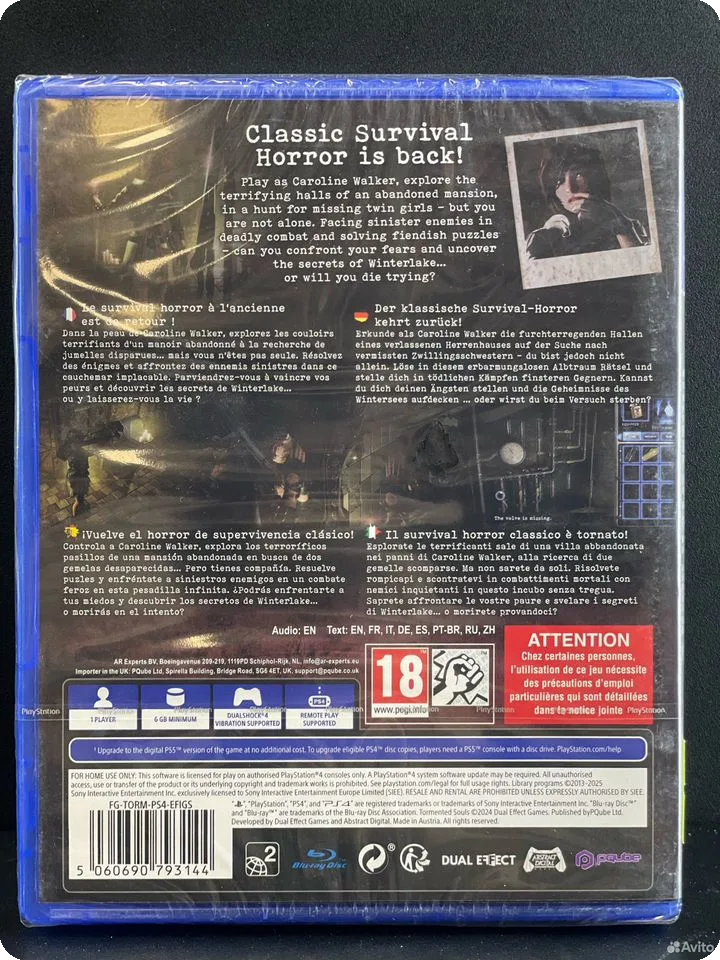 Classic Survival
Horror is back!
Play as Caroline Walker, explore the
terrifying halls of an abandoned mansion,
in a hunt for missing twin girls - but you
are not alone. Facing sinister enemies in
deadly combat and solving fiendish puzzles
- can you confront your fears and uncover
the secrets of Winterlake...
or will you die trying?
Le survival horror à l'ancienne
est de retour !
Dans la peau de Caroline Walker, explorez les couloirs
terrifiants d'un manoir abandonné à la recherche de
jumelles disparues... mais vous n'êtes pas seule. Résolvez
des énigmes et affrontez des ennemis sinistres dans ce
cauchemar implacable. Parviendrez-vous à vaincre vos
peurs et découvrir les secrets de Winterlake...
ou y laisserez-vous la vie ?
Der klassische Survival-Horror
kehrt zurück!
Erkunde als Caroline Walker die furchterregenden Hallen
eines verlassenen Herrenhauses auf der Suche nach
vermissten Zwillingsschwestern - du bist jedoch nicht
allein. Löse in diesem erbarmungslosen Albtraum Rätsel und
stelle dich in tödlichen Kämpfen finsteren Gegnern. Kannst
du dich deinen Ängsten stellen und die Geheimnisse des
Wintersees aufdecken ... oder wirst du beim Versuch sterben?
The valve is missing.
¡Vuelve el horror de supervivencia clásico!
Controla a Caroline Walker, explora los terroríficos
pasillos de una mansión abandonada en busca de dos
gemelas desaparecidas... Pero tienes compañía. Resuelve
puzles y enfréntate a siniestros enemigos en un combate
feroz en esta pesadilla infinita. ¿Podrás enfrentarte a
tus miedos y descubrir los secretos de Winterlake...
o morirás en el intento?
Il survival horror classico è tornato!
Esplorate le terrificanti sale di una villa abbandonata
nei panni di Caroline Walker, alla ricerca di due
gemelle scomparse. Ma non sarete da soli. Risolvete
rompicapi e scontratevi in combattimenti mortali con
nemici inquietanti in questo incubo senza tregua.
Saprete affrontare le vostre paure e svelare i segreti
di Winterlake... o morirete provandoci?
Audio: EN Text: EN, FR, IT, DE, ES, PT-BR, RU, ZH
AR Experts BV, Boeingavenue 209-219, 1119PD Schiphol-Rijk, NL. info@ar-experts.eu
Importer in the UK: PQube Ltd, Spirella Building, Bridge Road, SG6 4ET, UK, support@pqube.co.uk
18
www.pegi.info
ATTENTION
Chez certaines personnes,
l'utilisation de ce jeu nécessite
des précautions d'emploi
particulières qui sont détaillées
dans la notice jointe
PlayStation PlayStation PlayStation PlayStation PlayStation
1 PLAYER
6 GB MINIMUM
DUALSHOCK®4
VIBRATION SUPPORTED
PS4
REMOTE PLAY
SUPPORTED
¹ Upgrade to the digital PS5™ version of the game at no additional cost. To upgrade eligible PS4™ disc copies, players need a PS5™ console with a disc drive. PlayStation.com/help
FOR HOME USE ONLY: This software is licensed for play on authorised PlayStation®4 consoles only. A PlayStation®4 system software update may be required. All unauthorised
access, use or transfer of the product or its underlying copyright and trademark works is prohibited. See playstation.com/legal for full usage rights. Library programs ©2013-2025
Sony Interactive Entertainment Inc. exclusively licensed to Sony Interactive Entertainment Europe Limited (SIEE). RESALE AND RENTAL ARE PROHIBITED UNLESS EXPRESSLY AUTHORISED BY SIEE.
FG-TORM-PS4-EFIGS
"PlayStation", "PS4", and "PS4" are registered trademarks or trademarks of Sony Interactive Entertainment Inc. "Blu-ray Disc™"
and "Blu-ray™" are trademarks of the Blu-ray Disc Association. Tormented Souls ©2024 Dual Effect Games. Published by PQube Ltd.
Developed by Dual Effect Games and Abstract Digital. Made in Austria. All rights reserved.
5 060690 793144
2
Blu-ray Disc
DUAL EFFECT
ABSTRACT DIGITAL
PQube
Avito